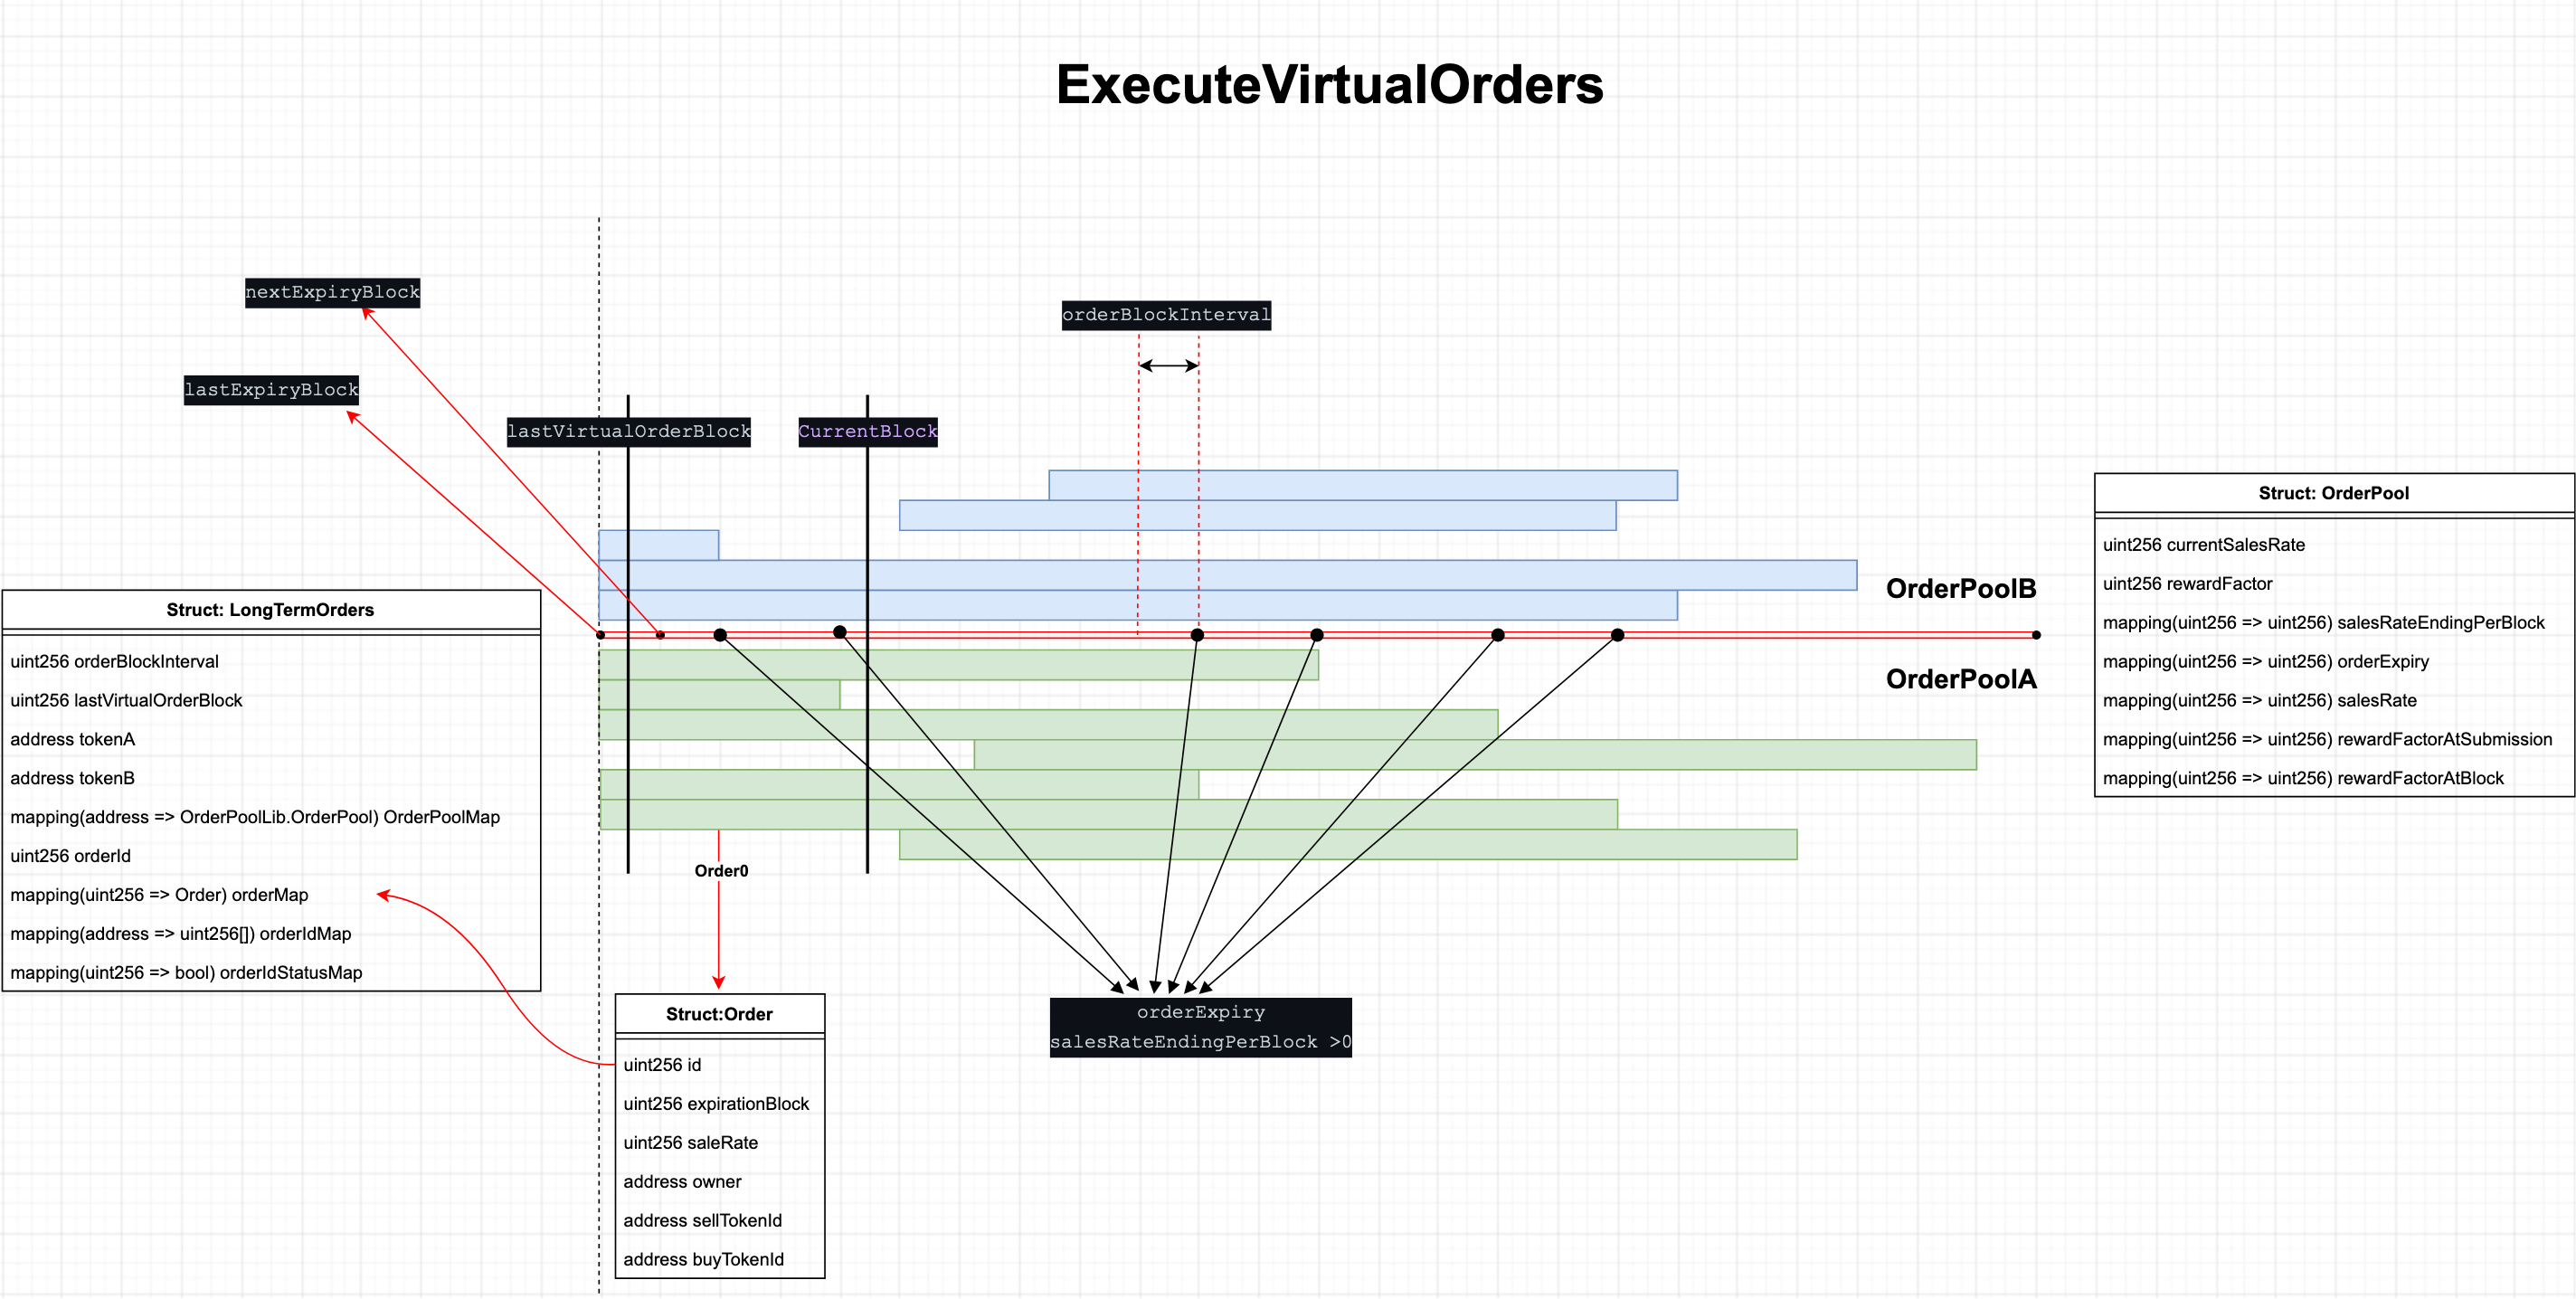 ExecuteVirtualOrders
nextExpiryBlock
orderBlockInterval
lastExpiryBlock
lastVirtualOrderBlock
CurrentBlock
OrderPoolB
OrderPoolA
Struct: LongTermOrders
uint256 orderBlockInterval
uint256 lastVirtualOrderBlock
address tokenA
address tokenB
mapping(address => OrderPoolLib.OrderPool) OrderPoolMap
uint256 orderId
mapping(uint256 => Order) orderMap
mapping(address => uint256[]) orderIdMap
mapping(uint256 => bool) orderIdStatusMap
Struct: OrderPool
uint256 currentSalesRate
uint256 rewardFactor
mapping(uint256 => uint256) salesRateEndingPerBlock
mapping(uint256 => uint256) orderExpiry
mapping(uint256 => uint256) salesRate
mapping(uint256 => uint256) rewardFactorAtSubmission
mapping(uint256 => uint256) rewardFactorAtBlock
Order0
Struct:Order
uint256 id
uint256 expirationBlock
uint256 saleRate
address owner
address sellTokenId
address buyTokenId
orderExpiry
salesRateEndingPerBlock >0